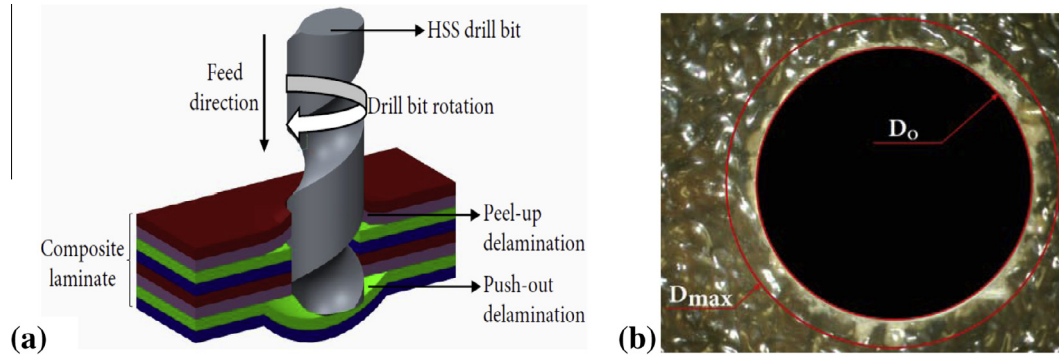 HSS drill bit
Feed
direction
Drill bit rotation
Peel-up
delamination
Composite
laminate
Push-out
delamination
(a)
Do
Dmax
(b)